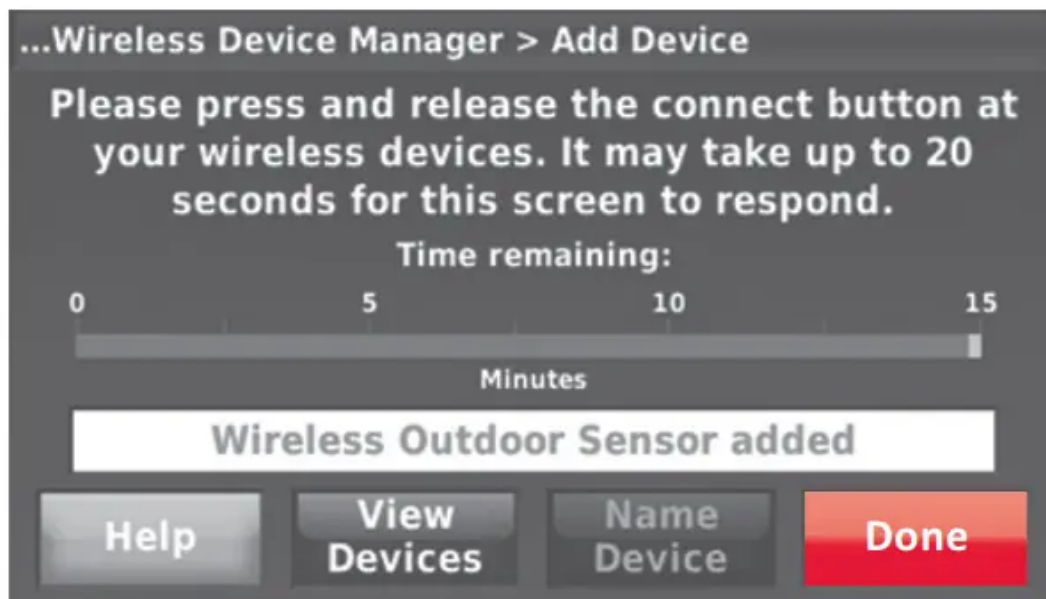 ...Wireless Device Manager > Add Device
Please press and release the connect button at
your wireless devices. It may take up to 20
seconds for this screen to respond.
Time remaining:
0 5 10 15
Minutes
Wireless Outdoor Sensor added
Help
View
Devices
Name
Device
Done